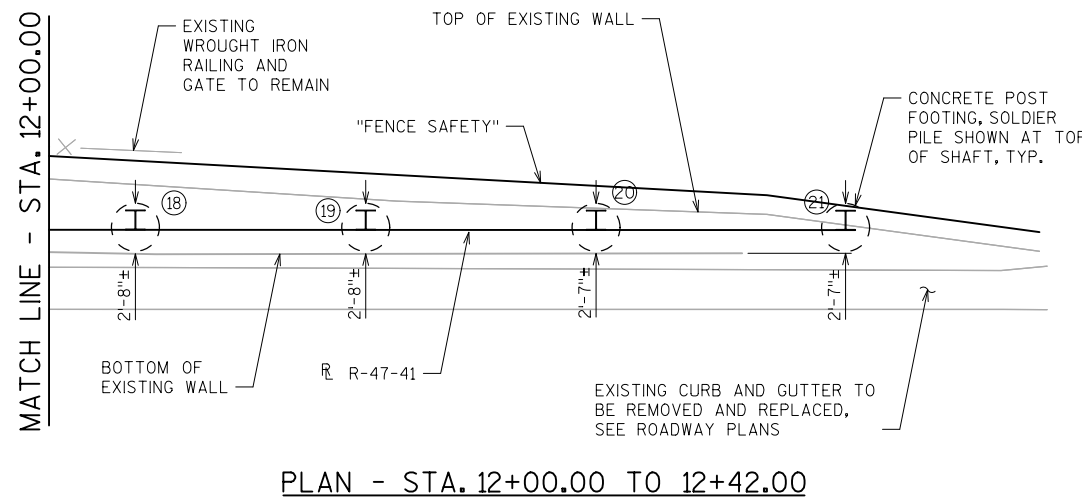 MATCH LINE - STA. 12+00.00
EXISTING
WROUGHT IRON
RAILING AND
GATE TO REMAIN
TOP OF EXISTING WALL
"FENCE SAFETY"
CONCRETE POST
FOOTING, SOLDIER
PILE SHOWN AT TOP
OF SHAFT, TYP.
18
19
20
21
2'-8"±
2'-8"±
2'-7"±
2'-7"±
BOTTOM OF
EXISTING WALL
RL R-47-41
EXISTING CURB AND GUTTER TO
BE REMOVED AND REPLACED,
SEE ROADWAY PLANS
PLAN - STA. 12+00.00 TO 12+42.00